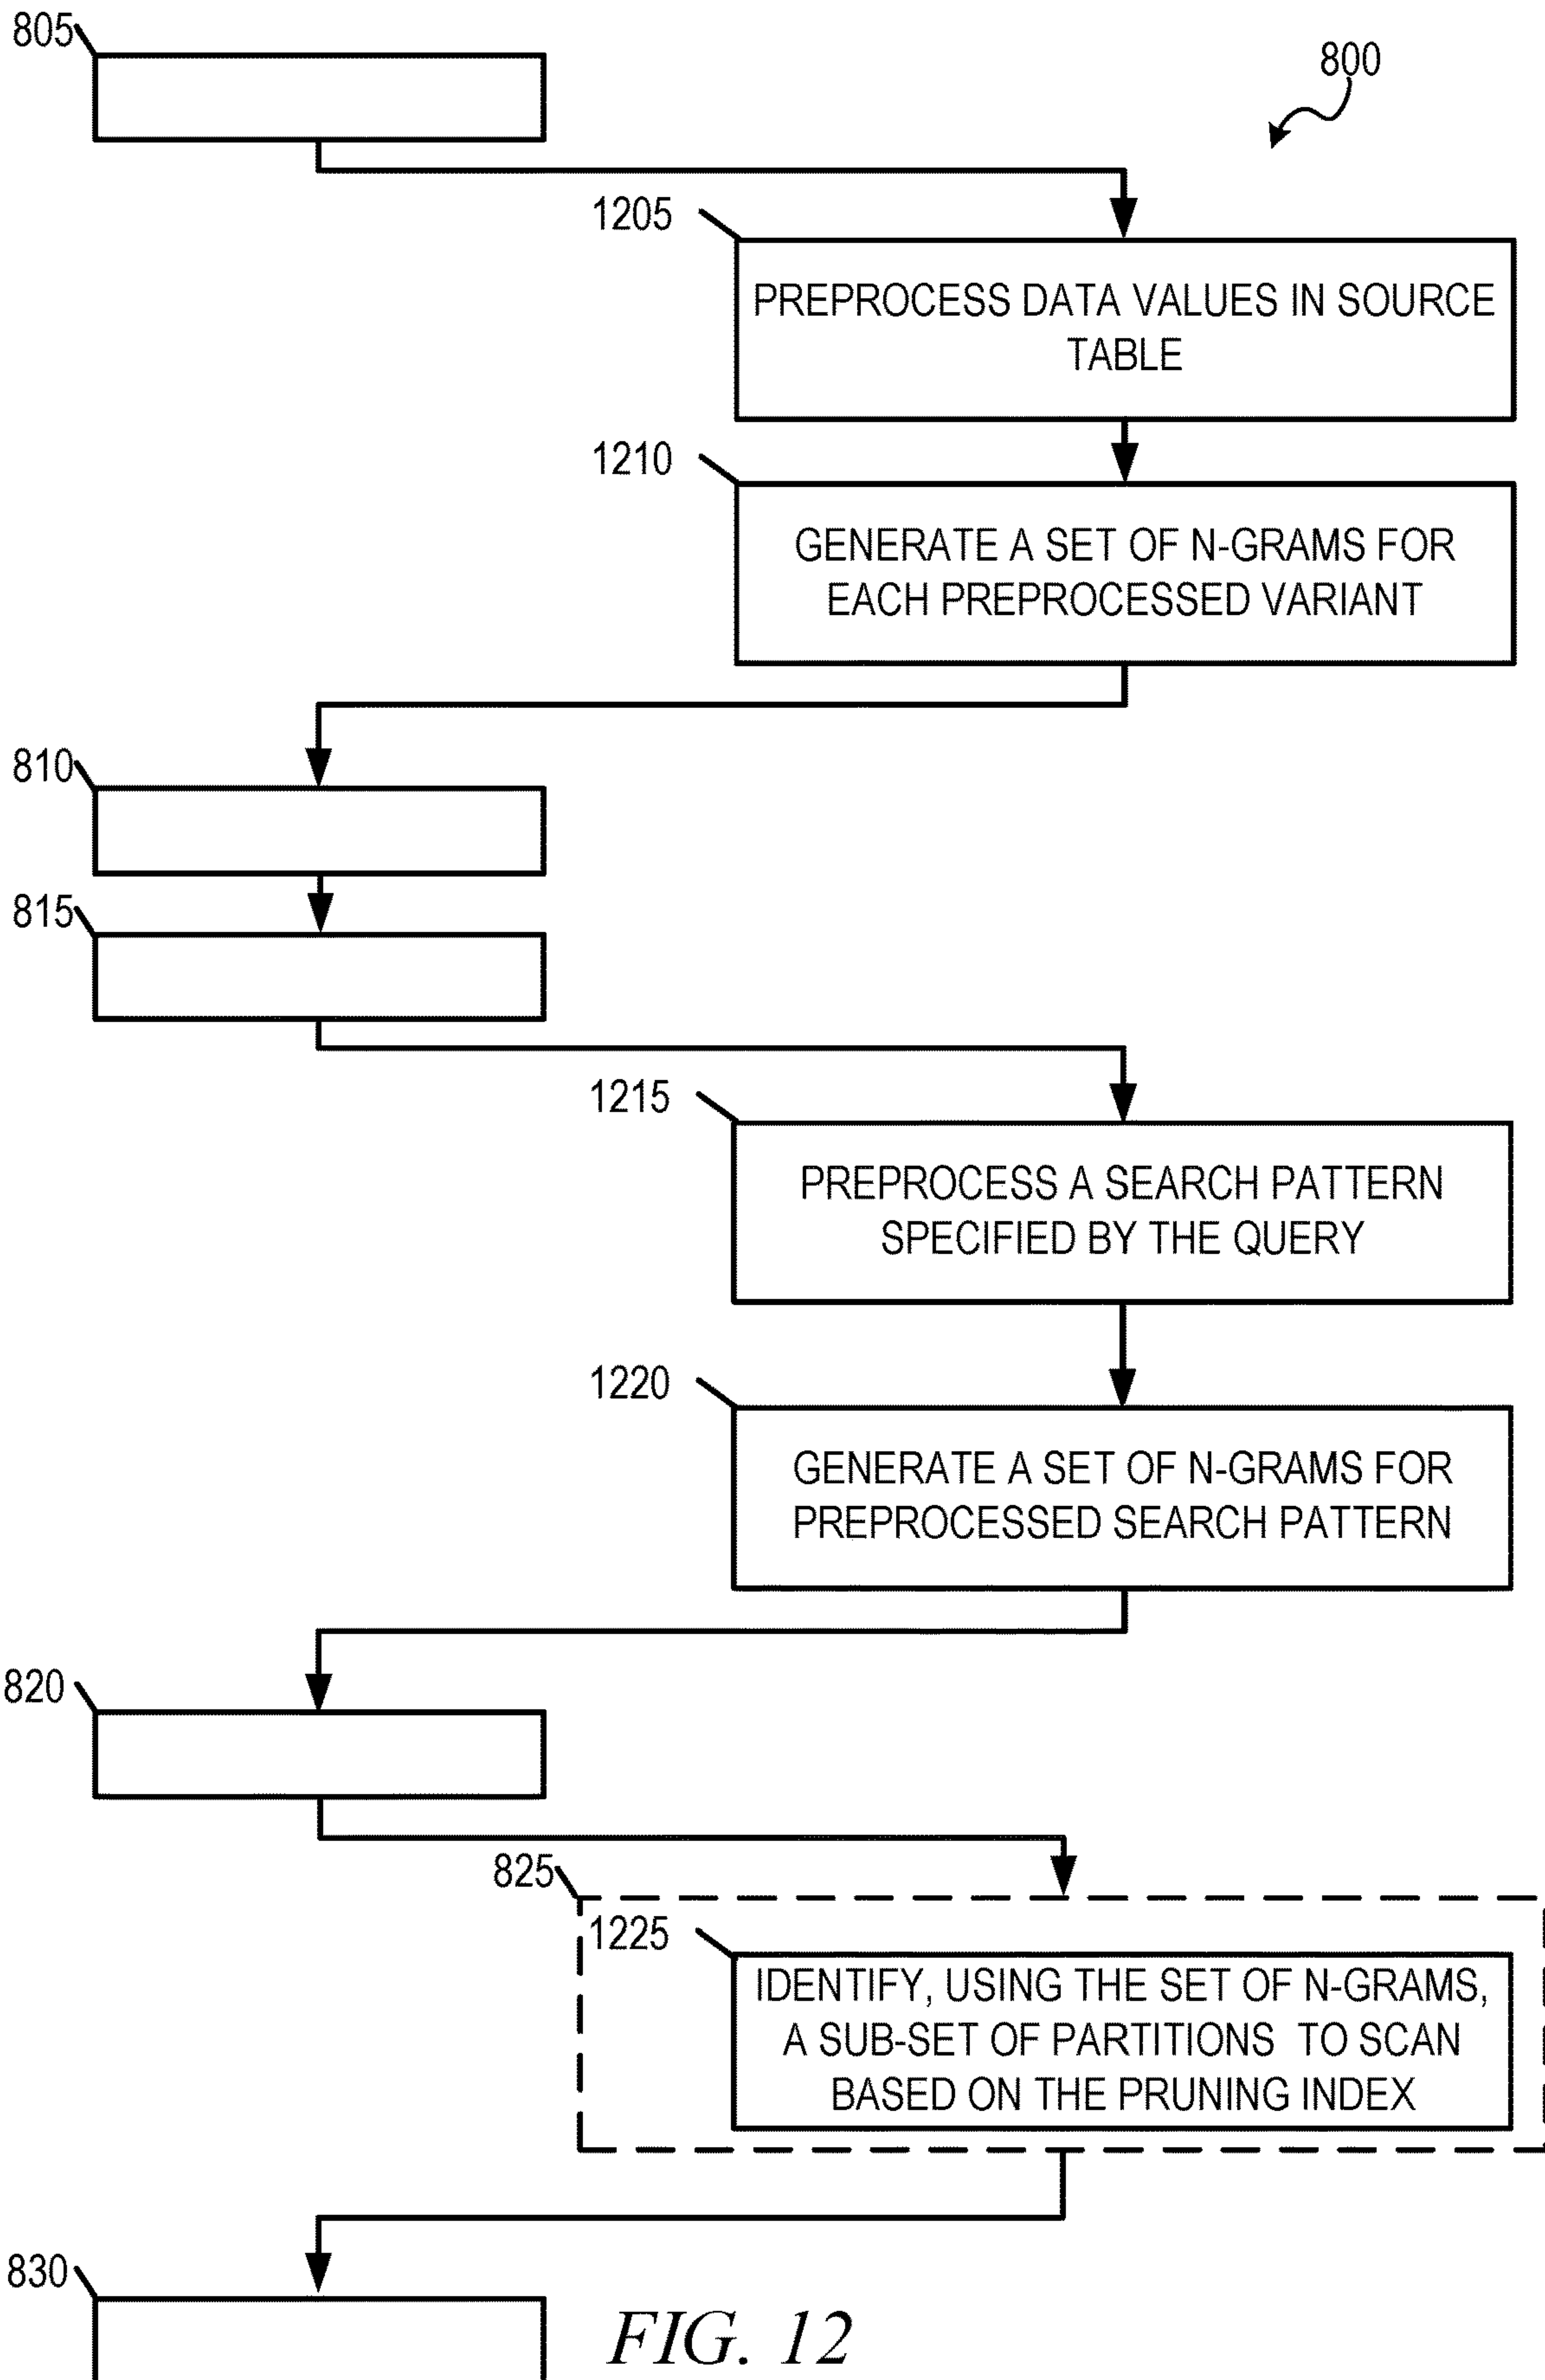 805
800
1205
PREPROCESS DATA VALUES IN SOURCE
TABLE
1210
GENERATE A SET OF N-GRAMS FOR
EACH PREPROCESSED VARIANT
810
815
1215
PREPROCESS A SEARCH PATTERN
SPECIFIED BY THE QUERY
1220
GENERATE A SET OF N-GRAMS FOR
PREPROCESSED SEARCH PATTERN
820
825
1225
IDENTIFY, USING THE SET OF N-GRAMS,
A SUB-SET OF PARTITIONS TO SCAN
BASED ON THE PRUNING INDEX
830
FIG. 12